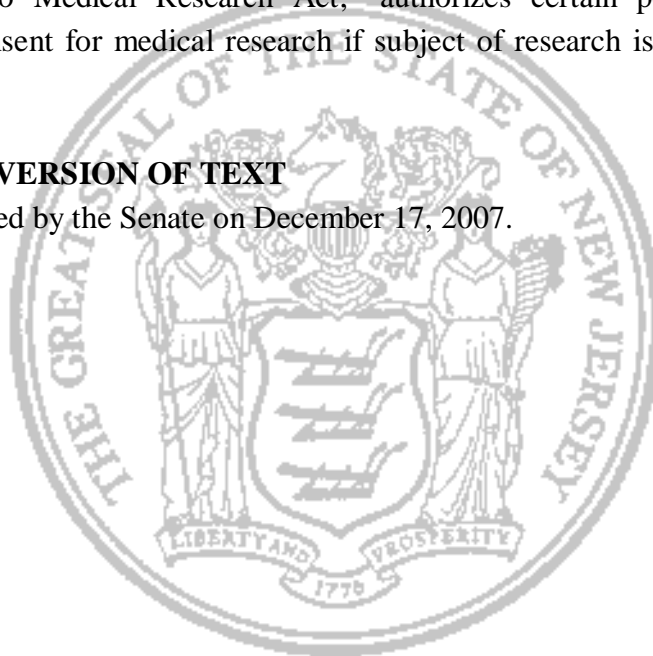 o Medical Research Act," authorizes certain p
sent for medical research if subject of research is
VERSION OF TEXT
ed by the Senate on December 17, 2007.
THE GREAT SEAL OF THE STATE OF NEW JERSEY
LIBERTY AND PROSPERITY
1776